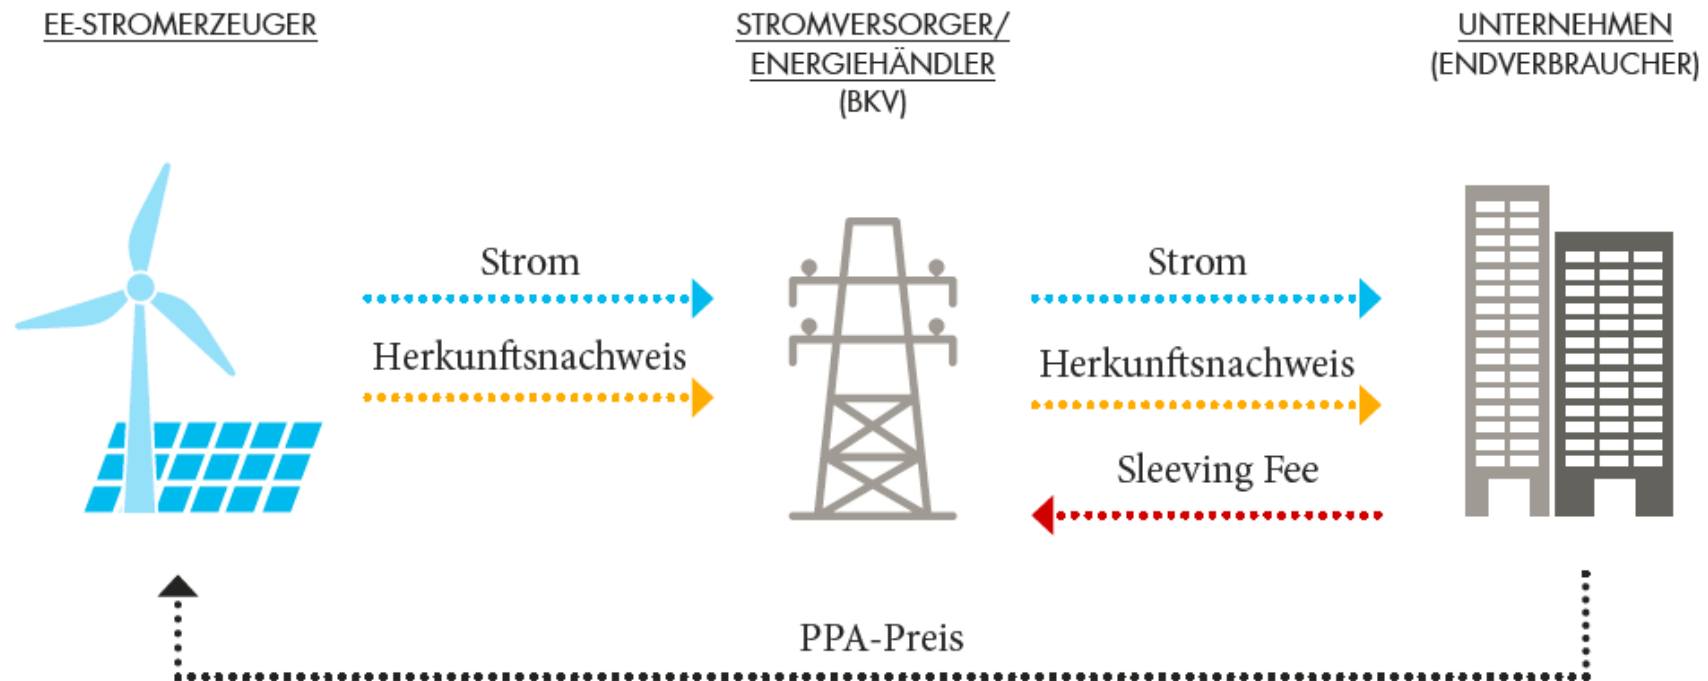 EE-STROMERZEUGER
STROMVERSORGER/
ENERGIEHÄNDLER
(BKV)
UNTERNEHMEN
(ENDVERBRAUCHER)
Strom
Herkunftsnachweis
Strom
Herkunftsnachweis
Sleeving Fee
PPA-Preis